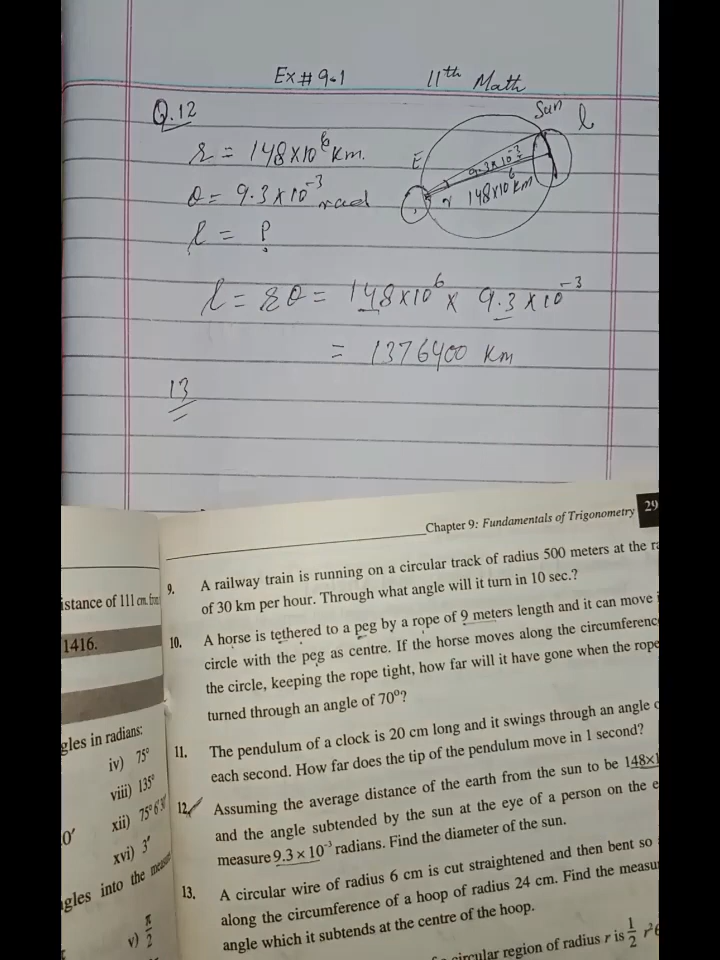 Ex # 9.1 11th Math
Q.12
r = 148×10⁶ km.
θ = 9.3×10⁻³ rad
l = ?
Sun l
E
9.3×10⁻³
r 148×10⁶ km
l = rθ = 148×10⁶ × 9.3×10⁻³
= 1376400 km
13
Chapter 9: Fundamentals of Trigonometry 29
9. A railway train is running on a circular track of radius 500 meters at the ra
of 30 km per hour. Through what angle will it turn in 10 sec.?
10. A horse is tethered to a peg by a rope of 9 meters length and it can move i
circle with the peg as centre. If the horse moves along the circumferenc
the circle, keeping the rope tight, how far will it have gone when the rope
turned through an angle of 70°?
11. The pendulum of a clock is 20 cm long and it swings through an angle o
each second. How far does the tip of the pendulum move in 1 second?
12. Assuming the average distance of the earth from the sun to be 148×1
and the angle subtended by the sun at the eye of a person on the e
measure 9.3 × 10⁻³ radians. Find the diameter of the sun.
13. A circular wire of radius 6 cm is cut straightened and then bent so
along the circumference of a hoop of radius 24 cm. Find the measu
angle which it subtends at the centre of the hoop.
circular region of radius r is 1/2 r²θ
istance of 111 cm. from
1416.
gles in radians:
iv) 75°
viii) 135°
xii) 75°6′30″
0′
xvi) 3″
ngles into the measure
v) π/2